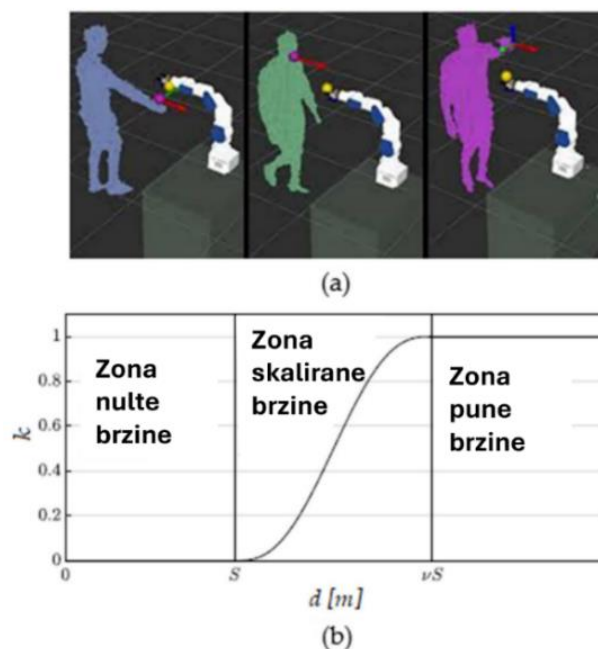 (a)
Zona nulte brzine
Zona skalirane brzine
Zona pune brzine
k
1
0.8
0.6
0.4
0.2
0
0
S
νS
d [m]
(b)